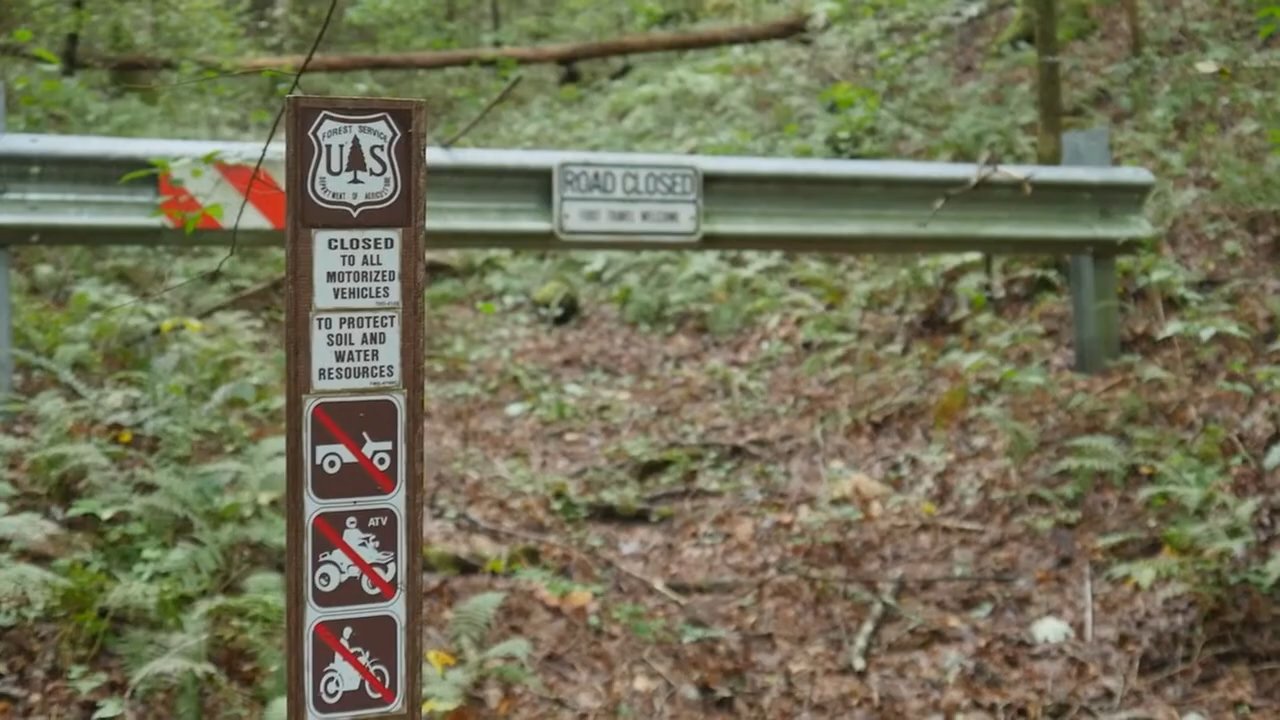 FOREST SERVICE
US
DEPARTMENT OF AGRICULTURE
CLOSED
TO ALL
MOTORIZED
VEHICLES
TO PROTECT
SOIL AND
WATER
RESOURCES
ATV
ROAD CLOSED
FOOT TRAVEL WELCOME